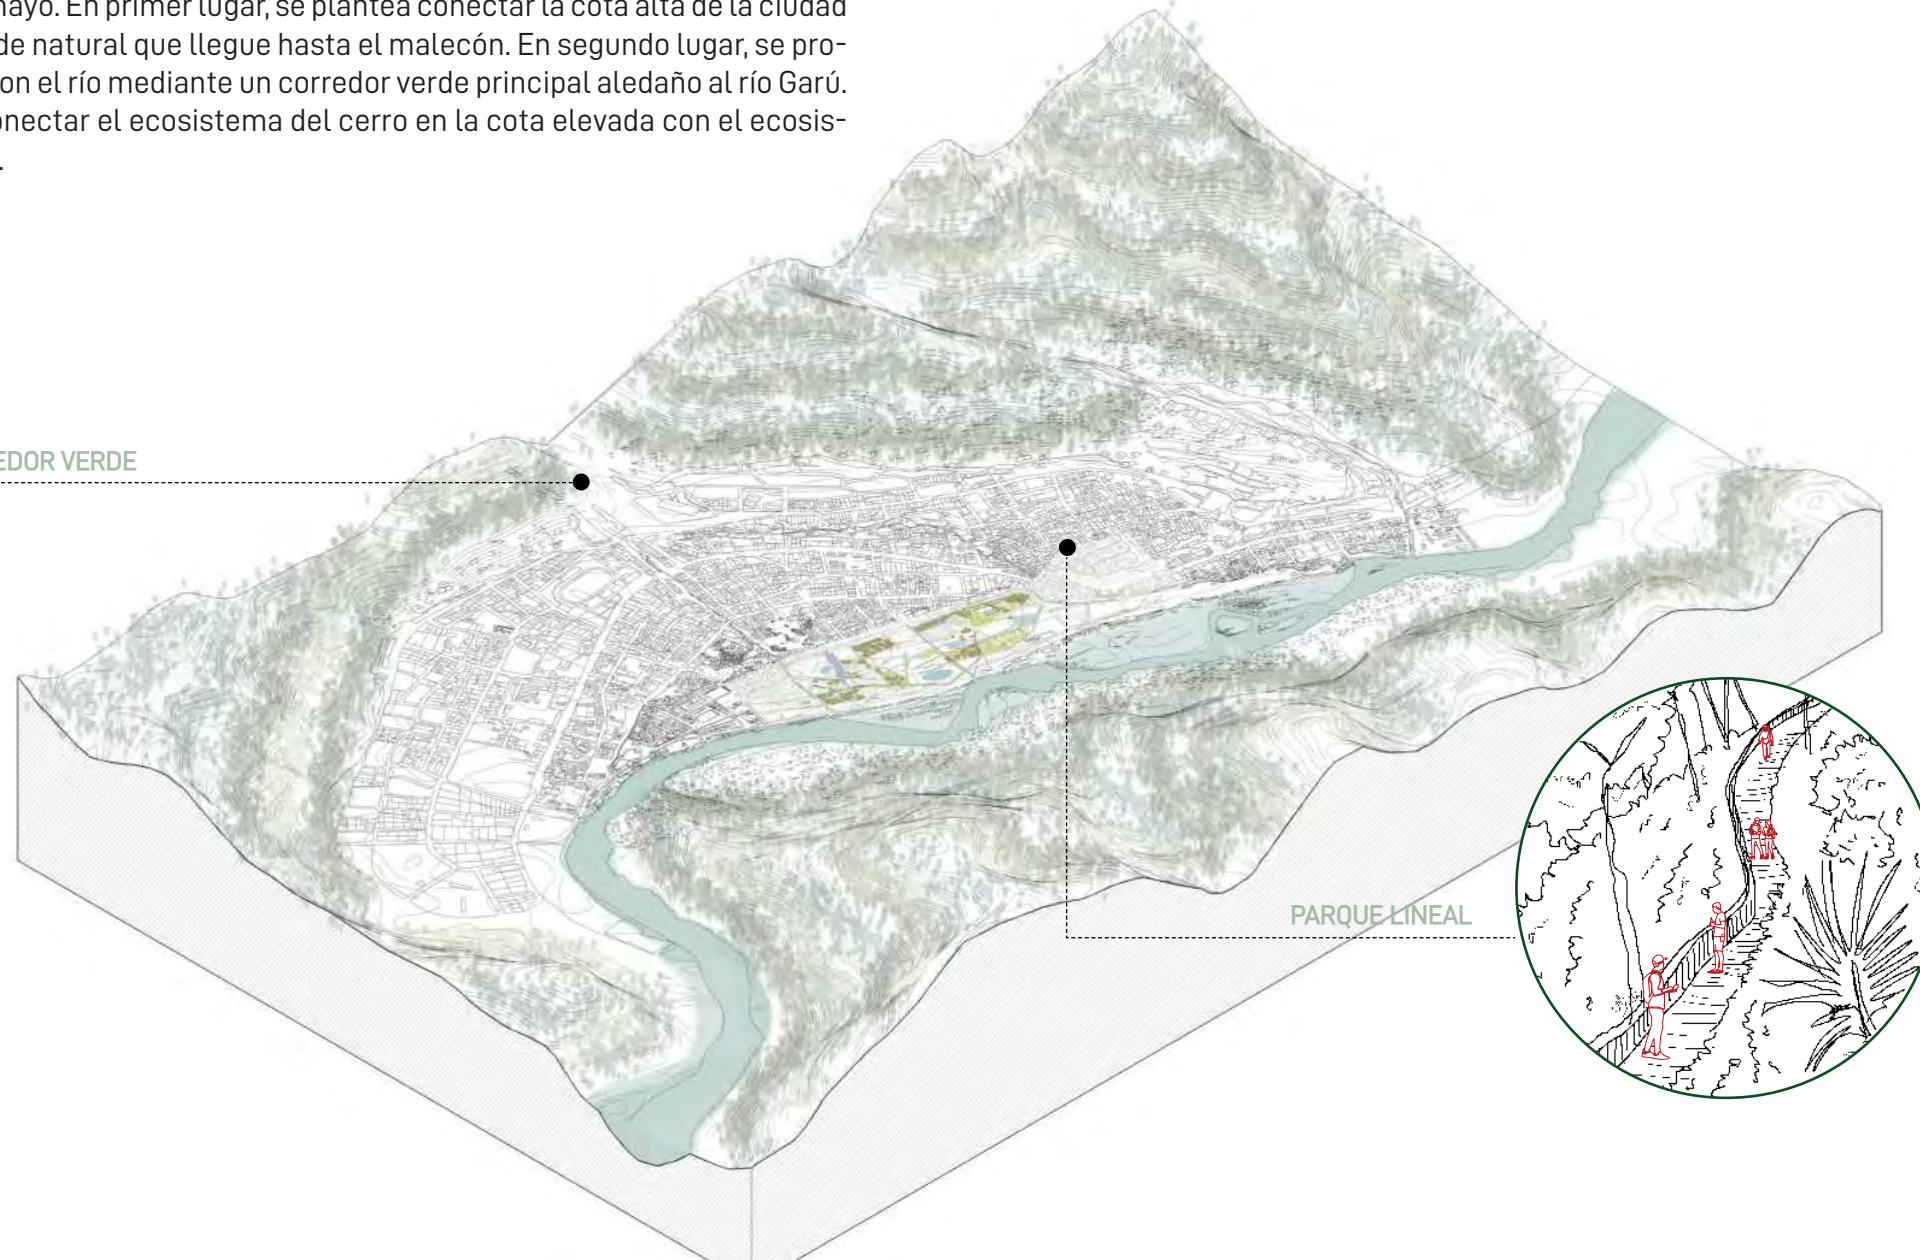 nayo. En primer lugar, se plantea conectar la cota alta de la ciudad
de natural que llegue hasta el malecón. En segundo lugar, se pro-
on el río mediante un corredor verde principal aledaño al río Garú.
onectar el ecosistema del cerro en la cota elevada con el ecosis-
.
EDOR VERDE
PARQUE LINEAL